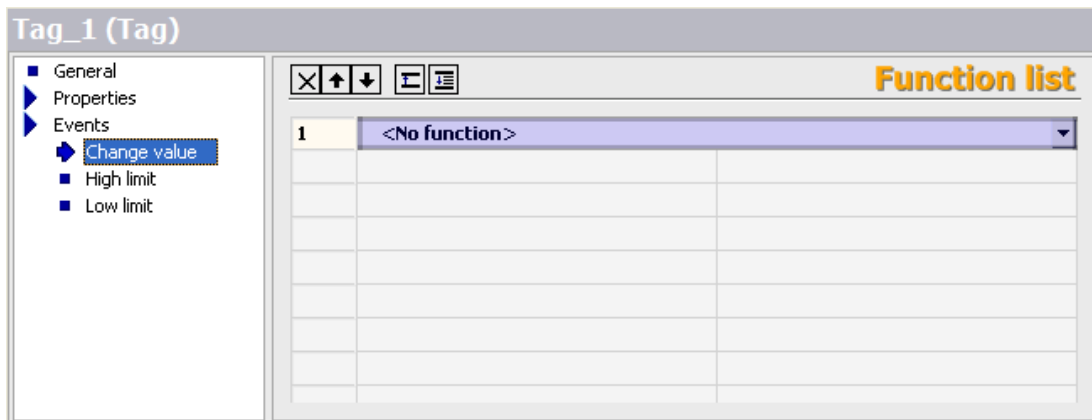 Tag_1 (Tag)
General
Properties
Events
Change value
High limit
Low limit
Function list
1 <No function>